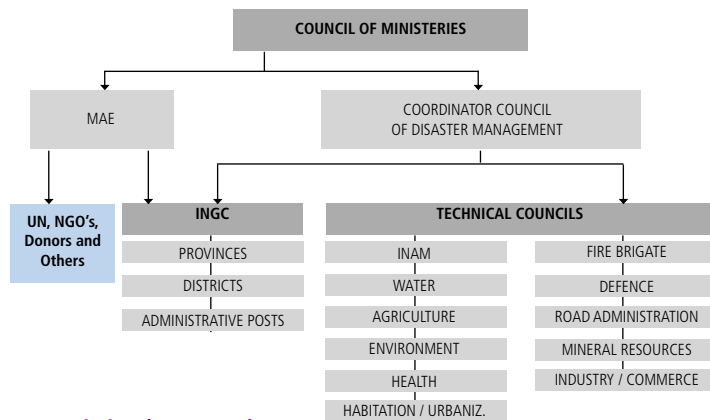 COUNCIL OF MINISTERIES
MAE
COORDINATOR COUNCIL
OF DISASTER MANAGEMENT
UN, NGO's,
Donors and
Others
INGC
PROVINCES
DISTRICTS
ADMINISTRATIVE POSTS
TECHNICAL COUNCILS
INAM
WATER
AGRICULTURE
ENVIRONMENT
HEALTH
HABITATION / URBANIZ.
FIRE BRIGATE
DEFENCE
ROAD ADMINISTRATION
MINERAL RESOURCES
INDUSTRY / COMMERCE